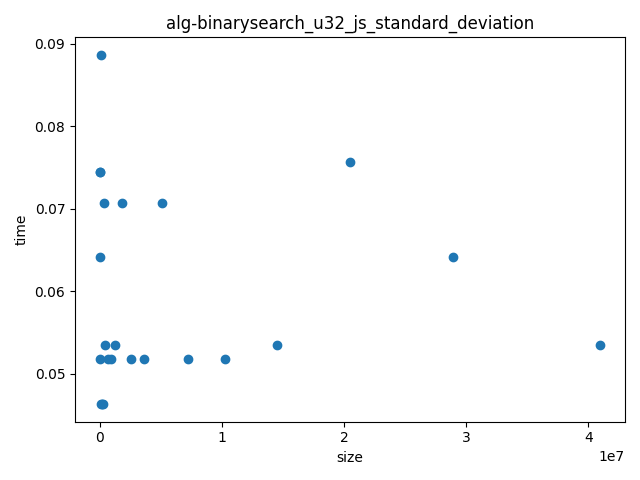 alg-binarysearch_u32_js_standard_deviation
0.09
0.08
0.07
0.06
0.05
time
0
1
2
3
4
1e7
size